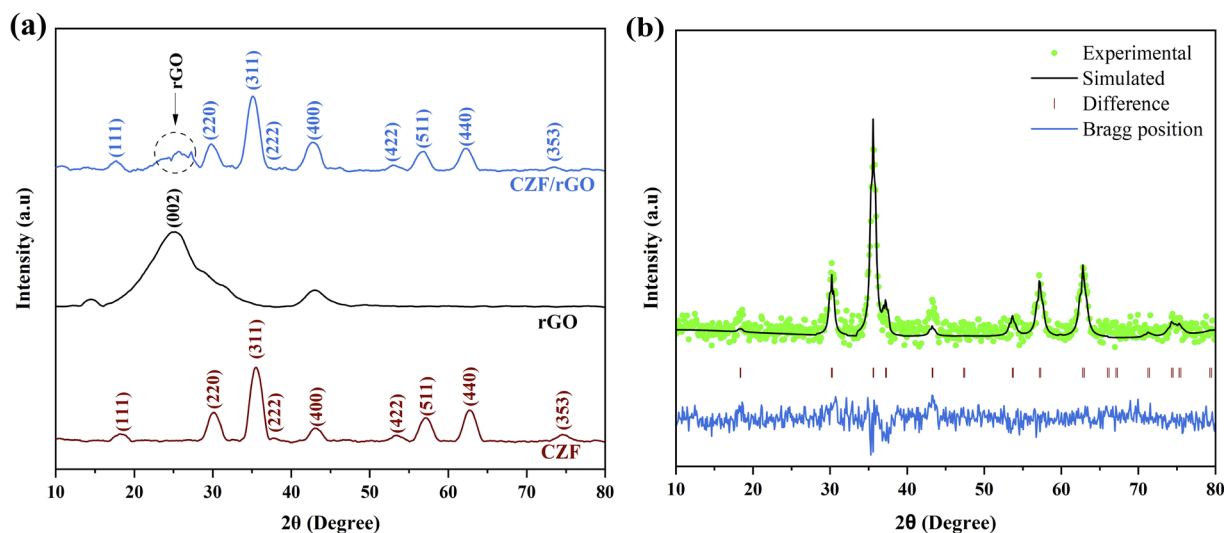 (a)
rGO
(111)
(220)
(311)
(222)
(400)
(422)
(511)
(440)
(353)
CZF/rGO
(002)
rGO
(111)
(220)
(311)
(222)
(400)
(422)
(511)
(440)
(353)
CZF
Intensity (a.u)
10 20 30 40 50 60 70 80
2θ (Degree)
(b)
Experimental
Simulated
Difference
Bragg position
Intensity (a.u)
10 20 30 40 50 60 70 80
2θ (Degree)